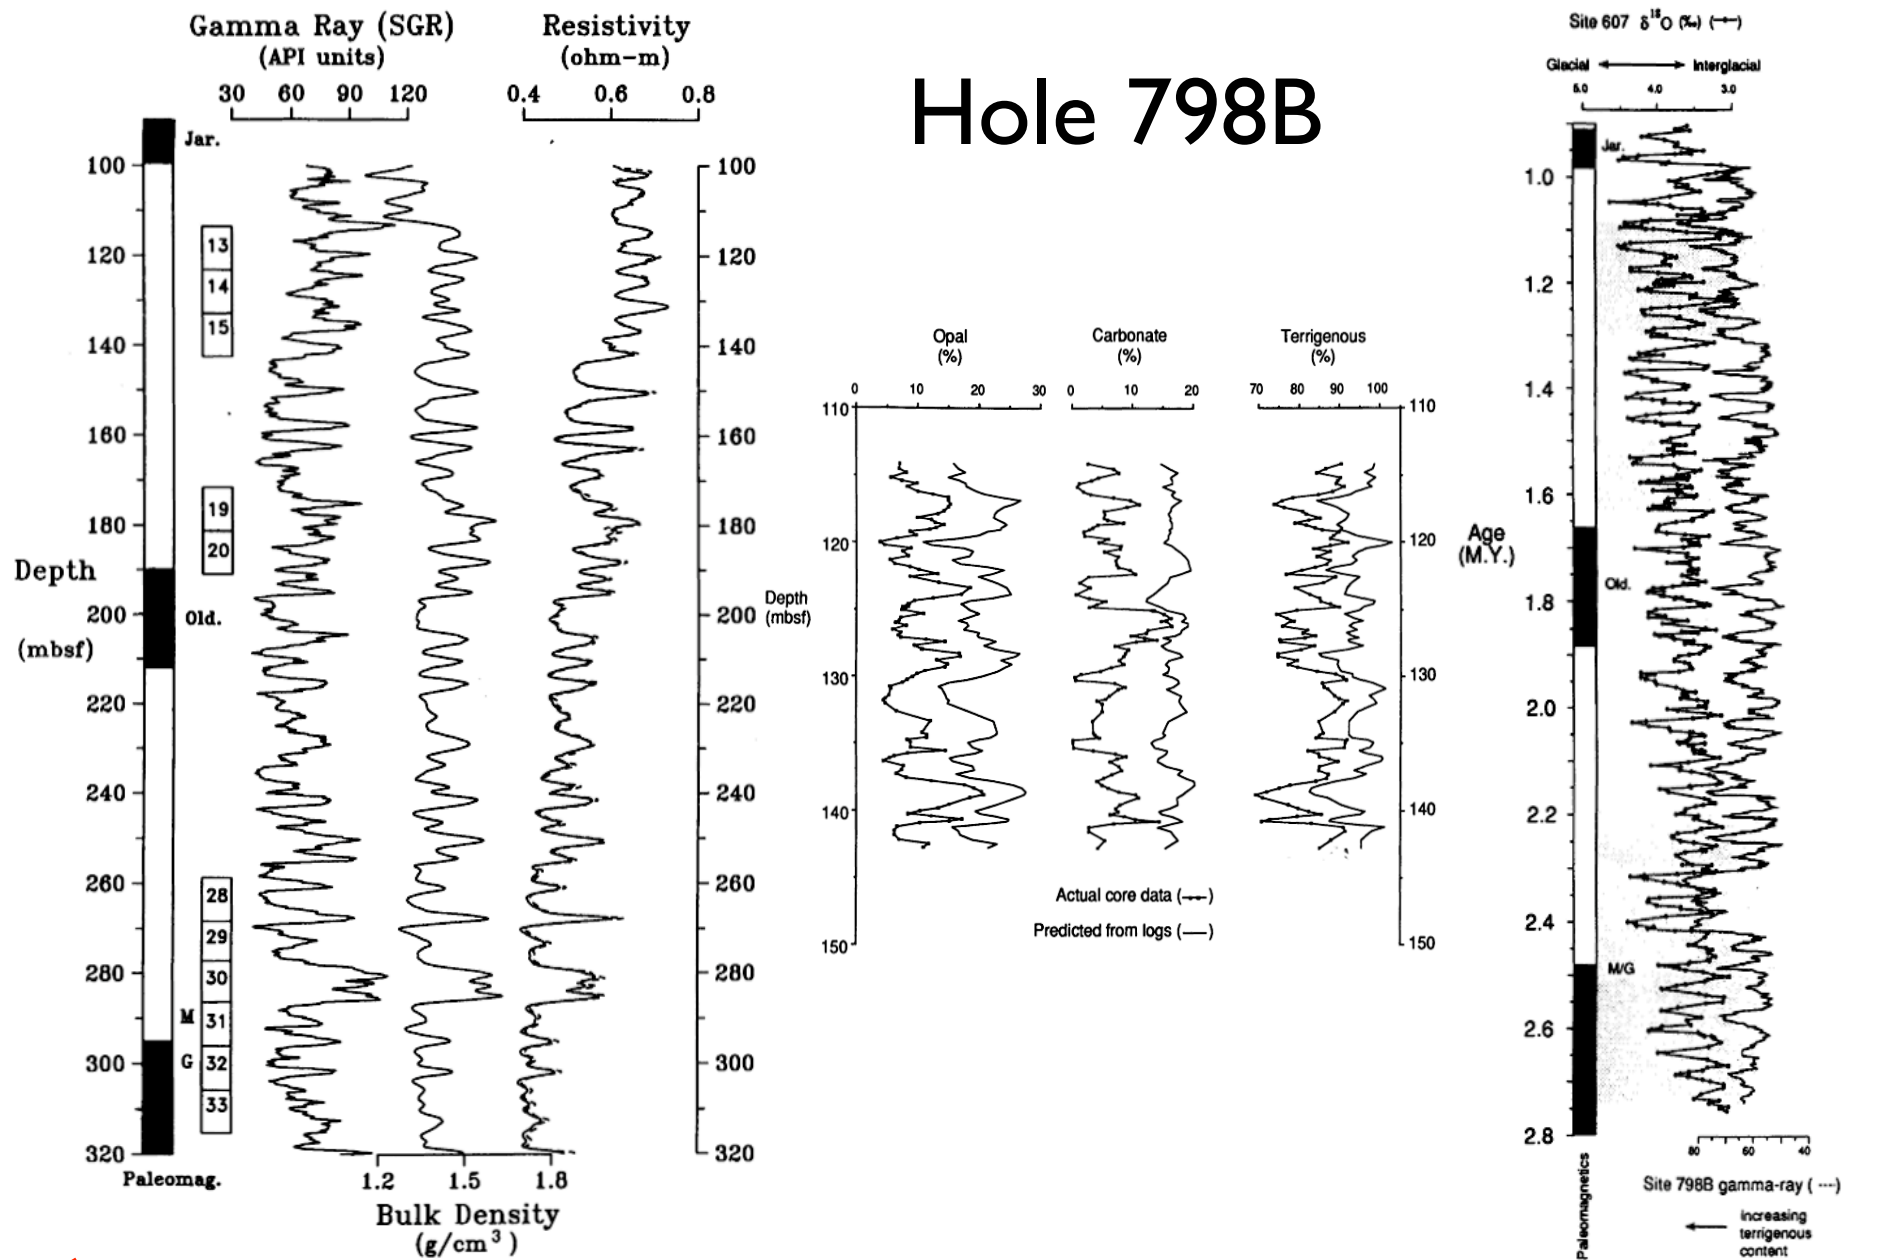 Hole 798B
Gamma Ray (SGR)
(API units)
30 60 90 120
Resistivity
(ohm-m)
0.4 0.6 0.8
Jar.
Old.
M
G
Depth
(mbsf)
100
120
140
160
180
200
220
240
260
280
300
320
13
14
15
19
20
28
29
30
31
32
33
100
120
140
160
180
200
220
240
260
280
300
320
Paleomag.
1.2 1.5 1.8
Bulk Density
(g/cm³)
Opal
(%)
0 10 20 30
Carbonate
(%)
0 10 20
Terrigenous
(%)
70 80 90 100
Depth
(mbsf)
110
120
130
140
150
110
120
130
140
150
Actual core data ( )
Predicted from logs (—)
Site 607 δ¹⁸O (‰) ( )
Glacial Interglacial
5.0 4.0 3.0
Age
(M.Y.)
1.0
1.2
1.4
1.6
1.8
2.0
2.2
2.4
2.6
2.8
Jar.
Old.
M/G
80 60 40
Paleomagnetics
Site 798B gamma-ray ( ---)
increasing
terrigenous
content